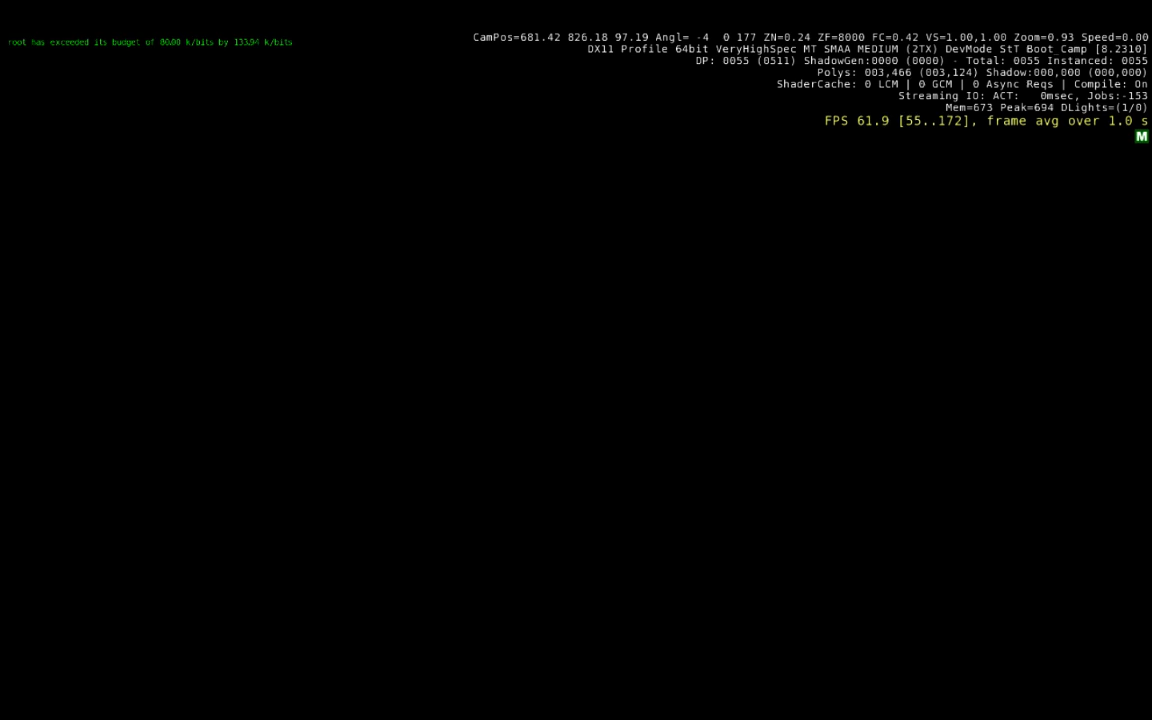 CamPos=681.42 826.18 97.19 Angl= -4  0 177 ZN=0.24 ZF=8000 FC=0.42 VS=1.00,1.00 Zoom=0.93 Speed=0.00
root has exceeded its budget of 80.00 k/bits by 133.94 k/bits
DX11 Profile 64bit VeryHighSpec MT SMAA MEDIUM (2TX) DevMode StT Boot_Camp [8.2310]
DP: 0055 (0511) ShadowGen:0000 (0000) - Total: 0055 Instanced: 0055
Polys: 003,466 (003,124) Shadow:000,000 (000,000)
ShaderCache: 0 LCM | 0 GCM | 0 Async Reqs | Compile: On
Streaming IO: ACT:   0msec, Jobs:-153
Mem=673 Peak=694 DLights=(1/0)
FPS 61.9 [55..172], frame avg over 1.0 s
M